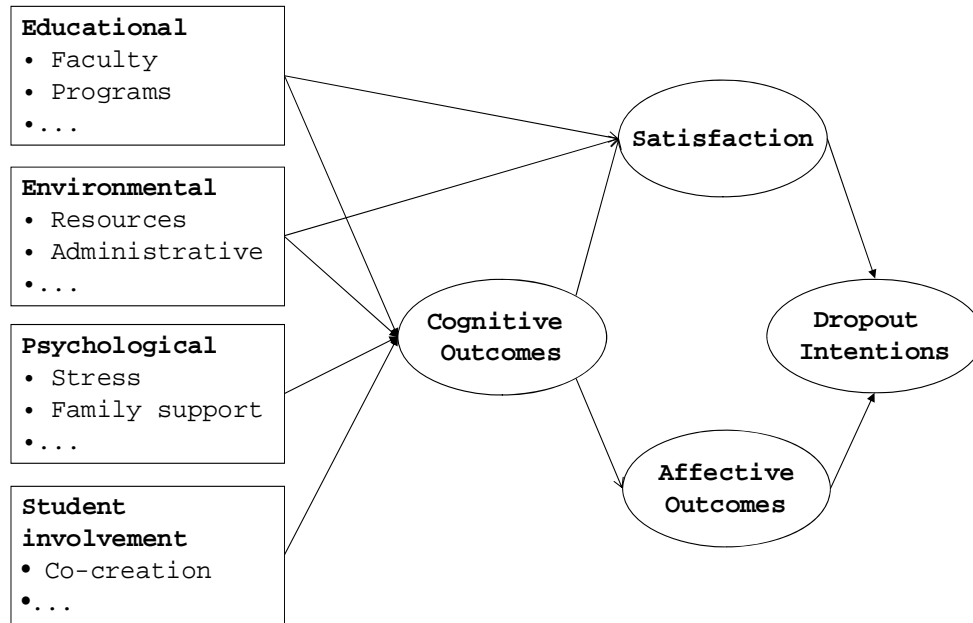 Educational
• Faculty
• Programs
•...
Environmental
• Resources
• Administrative
•...
Psychological
• Stress
• Family support
•...
Student
involvement
• Co-creation
•...
Satisfaction
Cognitive
Outcomes
Dropout
Intentions
Affective
Outcomes